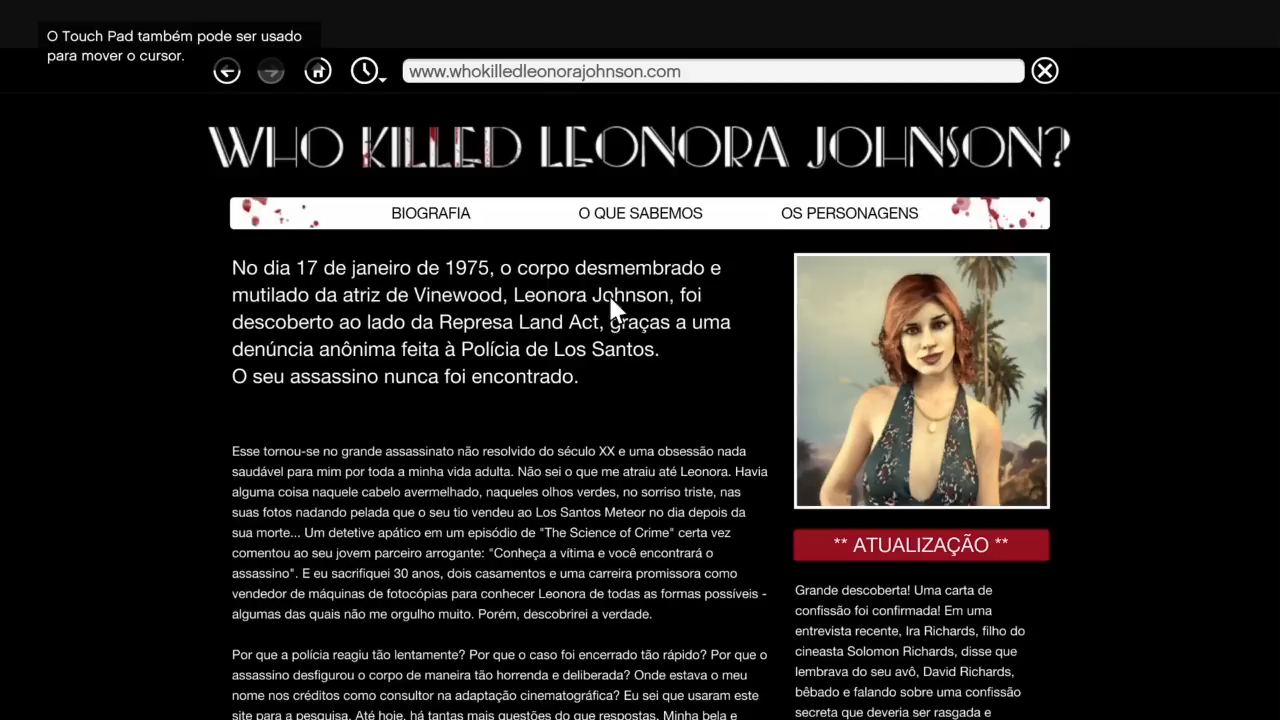 O Touch Pad também pode ser usado
para mover o cursor.
www.whokilledleonorajohnson.com
WHO KILLED LEONORA JOHNSON?
BIOGRAFIA
O QUE SABEMOS
OS PERSONAGENS
No dia 17 de janeiro de 1975, o corpo desmembrado e
mutilado da atriz de Vinewood, Leonora Johnson, foi
descoberto ao lado da Represa Land Act, graças a uma
denúncia anônima feita à Polícia de Los Santos.
O seu assassino nunca foi encontrado.
Esse tornou-se no grande assassinato não resolvido do século XX e uma obsessão nada
saudável para mim por toda a minha vida adulta. Não sei o que me atraiu até Leonora. Havia
alguma coisa naquele cabelo avermelhado, naqueles olhos verdes, no sorriso triste, nas
suas fotos nadando pelada que o seu tio vendeu ao Los Santos Meteor no dia depois da
sua morte... Um detetive apático em um episódio de "The Science of Crime" certa vez
comentou ao seu jovem parceiro arrogante: "Conheça a vítima e você encontrará o
assassino". E eu sacrifiquei 30 anos, dois casamentos e uma carreira promissora como
vendedor de máquinas de fotocópias para conhecer Leonora de todas as formas possíveis -
algumas das quais não me orgulho muito. Porém, descobrirei a verdade.
Por que a polícia reagiu tão lentamente? Por que o caso foi encerrado tão rápido? Por que o
assassino desfigurou o corpo de maneira tão horrenda e deliberada? Onde estava o meu
nome nos créditos como consultor na adaptação cinematográfica? Eu sei que usaram este
site para a pesquisa. Até hoje, há tantas mais questões do que respostas. Minha bela e
** ATUALIZAÇÃO **
Grande descoberta! Uma carta de
confissão foi confirmada! Em uma
entrevista recente, Ira Richards, filho do
cineasta Solomon Richards, disse que
lembrava do seu avô, David Richards,
bêbado e falando sobre uma confissão
secreta que deveria ser rasgada e